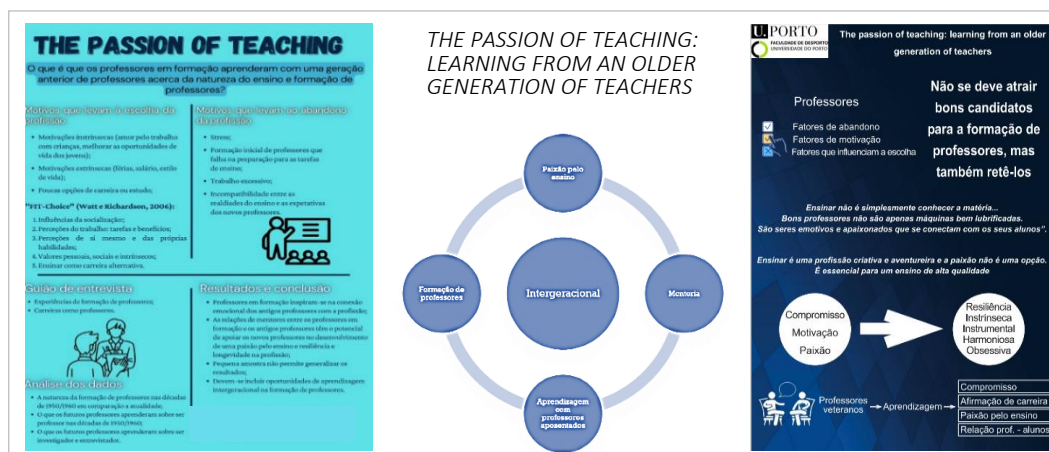 THE PASSION OF TEACHING
O que é que os professores em formação aprenderam com uma geração
anterior de professores acerca da natureza do ensino e formação de
professores?
Motivos que levam à escolha da
profissão
• Motivações instrínsecas (amor pelo trabalho
com crianças, melhorar as oportunidades de
vida dos jovens);
• Motivações extrínsecas (férias, salário, estilo
de vida);
• Poucas opções de carreira ou estudo;
"FIT-Choice" (Watt e Richardson, 2006):
1. Influências da socialização;
2. Perceções do trabalho: tarefas e benefícios;
3. Perceções de si mesmo e das próprias
habilidades;
4. Valores pessoais, sociais e intrínsecos;
5. Ensinar como carreira alternativa.
Motivos que levam ao abandono
da profissão
• Stress;
• Formação inicial de professores que
falha na preparação para as tarefas
de ensino;
• Trabalho excessivo;
• Incompatibilidade entre as
realidades do ensino e as expetativas
dos novos professores.
Guião de entrevista
• Experiências de formação de professores;
• Carreiras como professores.
Análise dos dados
• A natureza da formação de professores nas décadas
de 1950/1960 em comparação a atualidade;
• O que os futuros professores aprenderam sobre ser
professor nas décadas de 1950/1960;
• O que os futuros professores aprenderam sobre ser
investigador e entrevistador.
Resultados e conclusão
• Professores em formação inspiram-se na conexão
emocional dos antigos professores com a profissão;
• As relações de mentores entre os professores em
formação e os antigos professores têm o potencial
de apoiar os novos professores no desenvolvimento
de uma paixão pelo ensino e resiliência e
longevidade na profissão;
• Pequena amostra não permite generalizar os
resultados;
• Devem-se incluir oportunidades de aprendizagem
intergeracional na formação de professores.
THE PASSION OF TEACHING:
LEARNING FROM AN OLDER
GENERATION OF TEACHERS
Paixão pelo
ensino
Formação de
professores
Intergeracional
Mentoria
Aprendizagem
com
professores
aposentados
U.PORTO
FACULDADE DE DESPORTO
UNIVERSIDADE DO PORTO
The passion of teaching: learning from an older
generation of teachers
Professores
Fatores de abandono
Fatores de motivação
Fatores que influenciam a escolha
Não se deve atrair
bons candidatos
para a formação de
professores, mas
também retê-los
Ensinar não é simplesmente conhecer a matéria...
Bons professores não são apenas máquinas bem lubrificadas.
São seres emotivos e apaixonados que se conectam com os seus alunos".
Ensinar é uma profissão criativa e aventureira e a paixão não é uma opção.
É essencial para um ensino de alta qualidade
Compromisso
Motivação
Paixão
Resiliência
Instrínseca
Instrumental
Harmoniosa
Obsessiva
Professores
veteranos
Aprendizagem
Compromisso
Afirmação de carreira
Paixão pelo ensino
Relação prof. - alunos